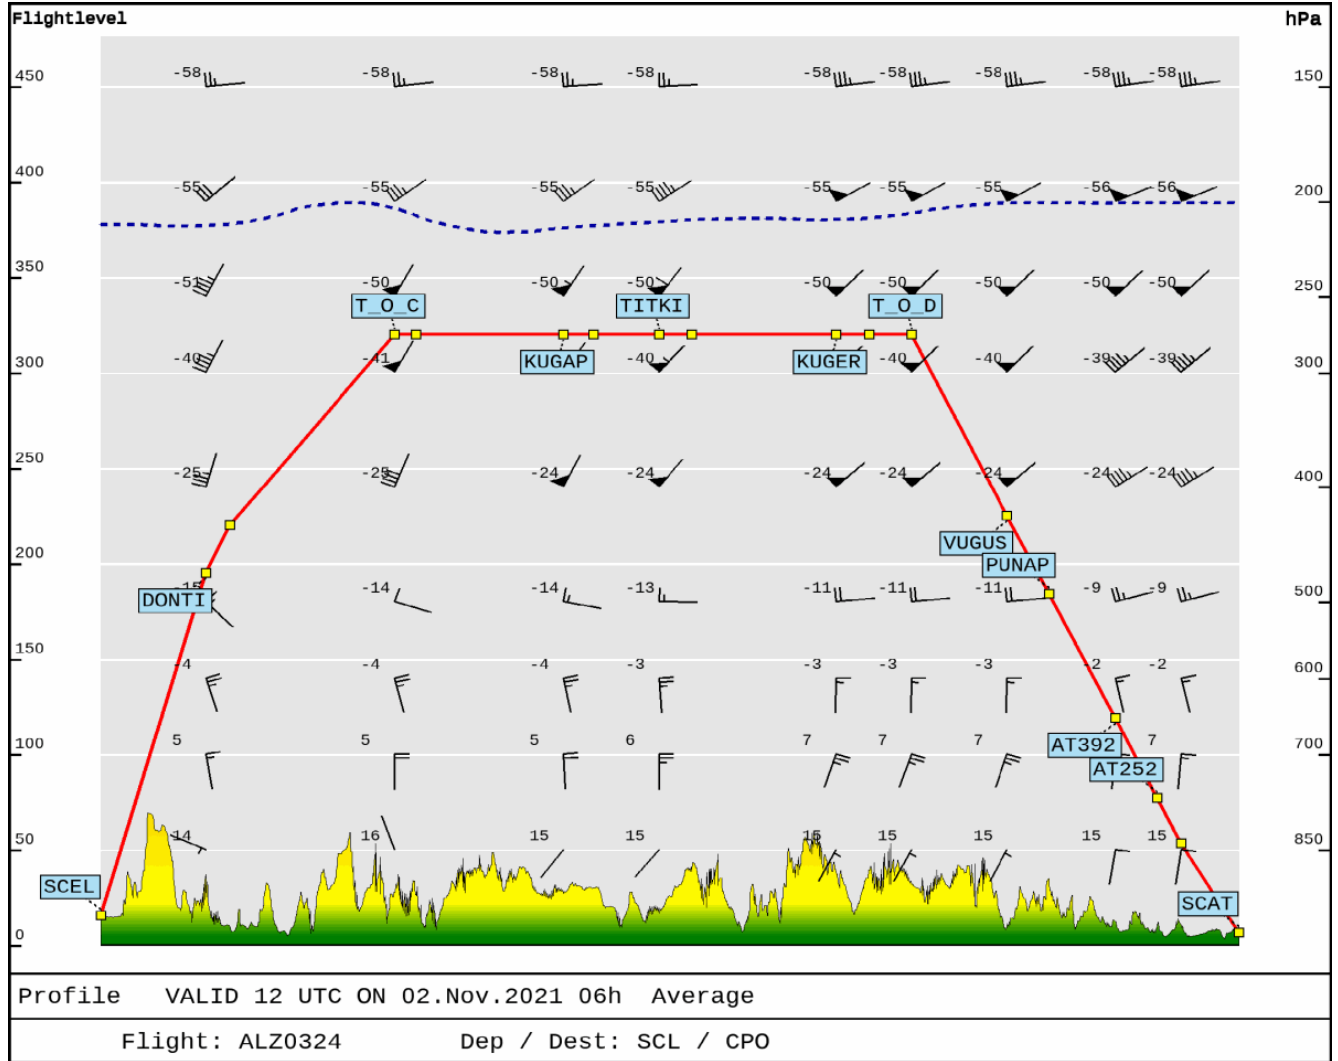 Flightlevel hPa
-58 -58 -58 -58 -58 -58 -58 -58 -58
450 150
400 -55 -55 -55 -55 -55 -55 -55 -56 -56 200
350 -51 -50 -50 -50 -50 -50 -50 -50 -50 250
T_O_C TITKI T_O_D
-40 -41 -40 -40 -40 -39 -39
KUGAP KUGER
300 300
250 -25 -25 -24 -24 -24 -24 -24 -24 -24 400
VUGUS
200 PUNAP
-15 -14 -14 -13 -11 -11 -11 -9 -9 500
DONTI
150 -4 -4 -4 -3 -3 -3 -3 -2 -2 600
100 5 5 5 6 7 7 7 7 700
AT392
AT252
50 14 16 15 15 15 15 15 15 15 850
SCEL
SCAT
0
Profile VALID 12 UTC ON 02.Nov.2021 06h Average
Flight: ALZ0324 Dep / Dest: SCL / CPO